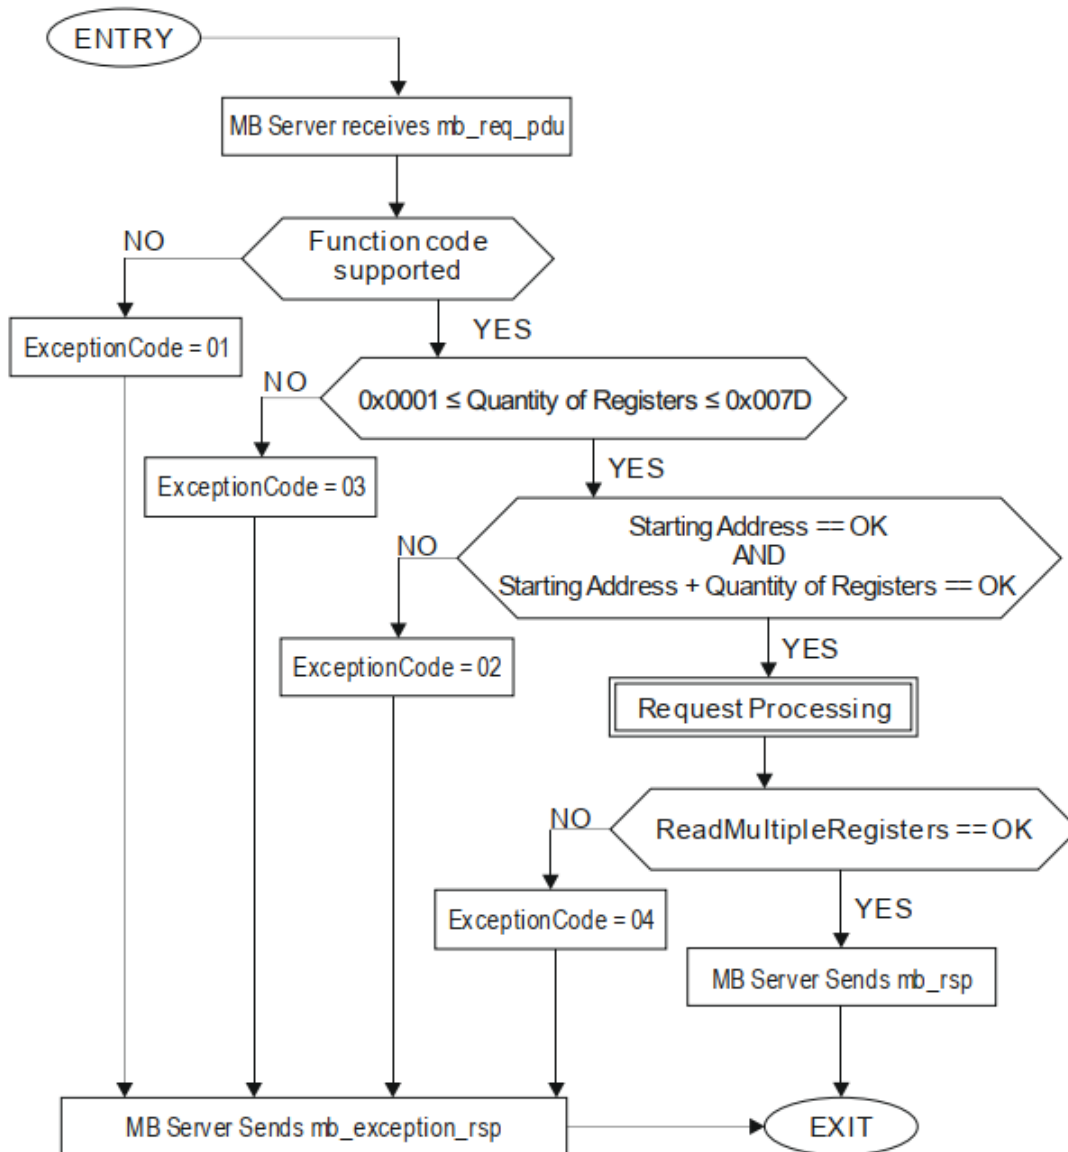 ENTRY
MB Server receives mb_req_pdu
NO
Function code
supported
YES
ExceptionCode = 01
NO
0x0001 ≤ Quantity of Registers ≤ 0x007D
YES
ExceptionCode = 03
NO
Starting Address == OK
AND
Starting Address + Quantity of Registers == OK
YES
ExceptionCode = 02
Request Processing
NO
ReadMultipleRegisters == OK
YES
ExceptionCode = 04
MB Server Sends mb_rsp
MB Server Sends mb_exception_rsp
EXIT